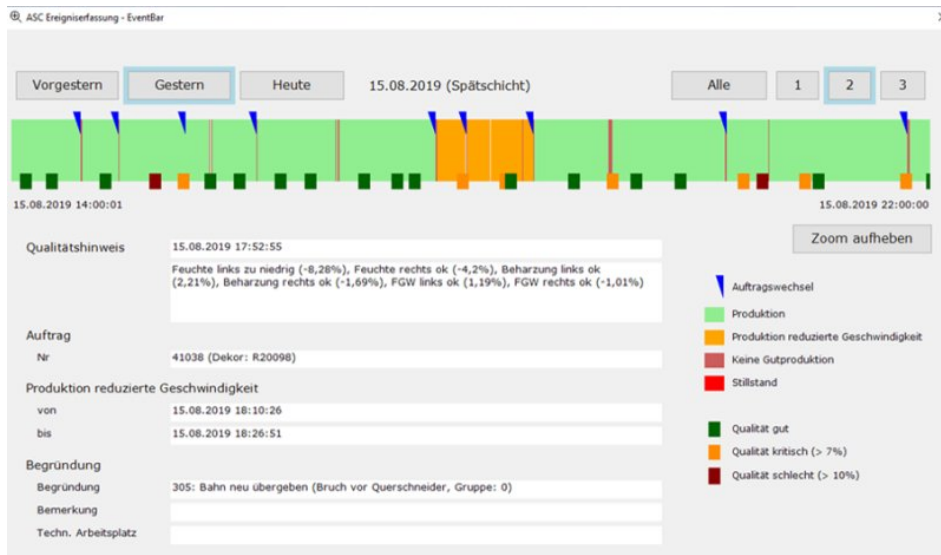 ASC Ereigniserfassung - EventBar
Vorgestern Gestern Heute 15.08.2019 (Spätschicht) Alle 1 2 3
15.08.2019 14:00:01 15.08.2019 22:00:00
Zoom aufheben
Qualitätshinweis 15.08.2019 17:52:55
Feuchte links zu niedrig (-8,28%), Feuchte rechts ok (-4,2%), Beharzung links ok
(2,21%), Beharzung rechts ok (-1,69%), FGW links ok (1,19%), FGW rechts ok (-1,01%)
Auftrag
Nr 41038 (Dekor: R20098)
Produktion reduzierte Geschwindigkeit
von 15.08.2019 18:10:26
bis 15.08.2019 18:26:51
Begründung
Begründung 305: Bahn neu übergeben (Bruch vor Querschneider, Gruppe: 0)
Bemerkung
Techn. Arbeitsplatz
Auftragswechsel
Produktion
Produktion reduzierte Geschwindigkeit
Keine Gutproduktion
Stillstand
Qualität gut
Qualität kritisch (> 7%)
Qualität schlecht (> 10%)